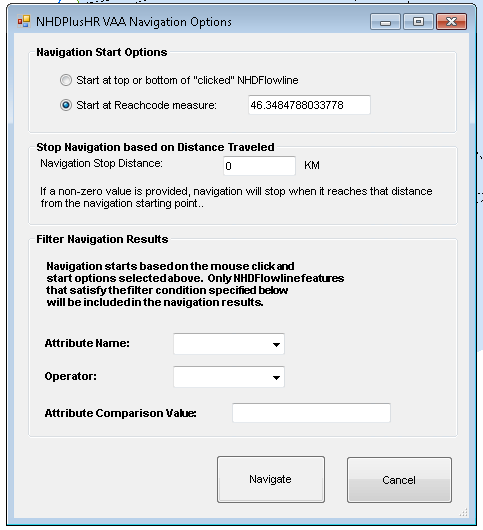 NHDPlusHR VAA Navigation Options
Navigation Start Options
Start at top or bottom of "clicked" NHDFlowline
Start at Reachcode measure: 46.3484788033778
Stop Navigation based on Distance Traveled
Navigation Stop Distance: 0 KM
If a non-zero value is provided, navigation will stop when it reaches that distance
from the navigation starting point..
Filter Navigation Results
Navigation starts based on the mouse click and
start options selected above. Only NHDFlowline features
that satisfy the filter condition specified below
will be included in the navigation results.
Attribute Name:
Operator:
Attribute Comparison Value:
Navigate Cancel